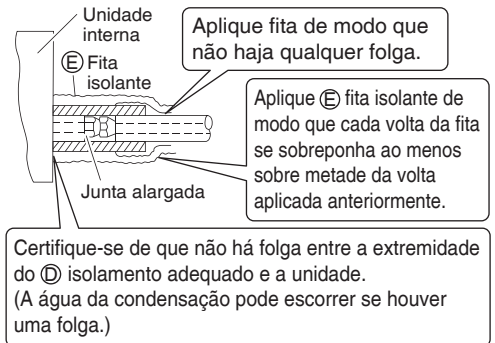 Unidade
interna
Ⓔ Fita
isolante
Aplique fita de modo que
não haja qualquer folga.
Aplique Ⓔ fita isolante de
modo que cada volta da fita
se sobreponha ao menos
sobre metade da volta
aplicada anteriormente.
Junta alargada
Certifique-se de que não há folga entre a extremidade
do Ⓓ isolamento adequado e a unidade.
(A água da condensação pode escorrer se houver
uma folga.)